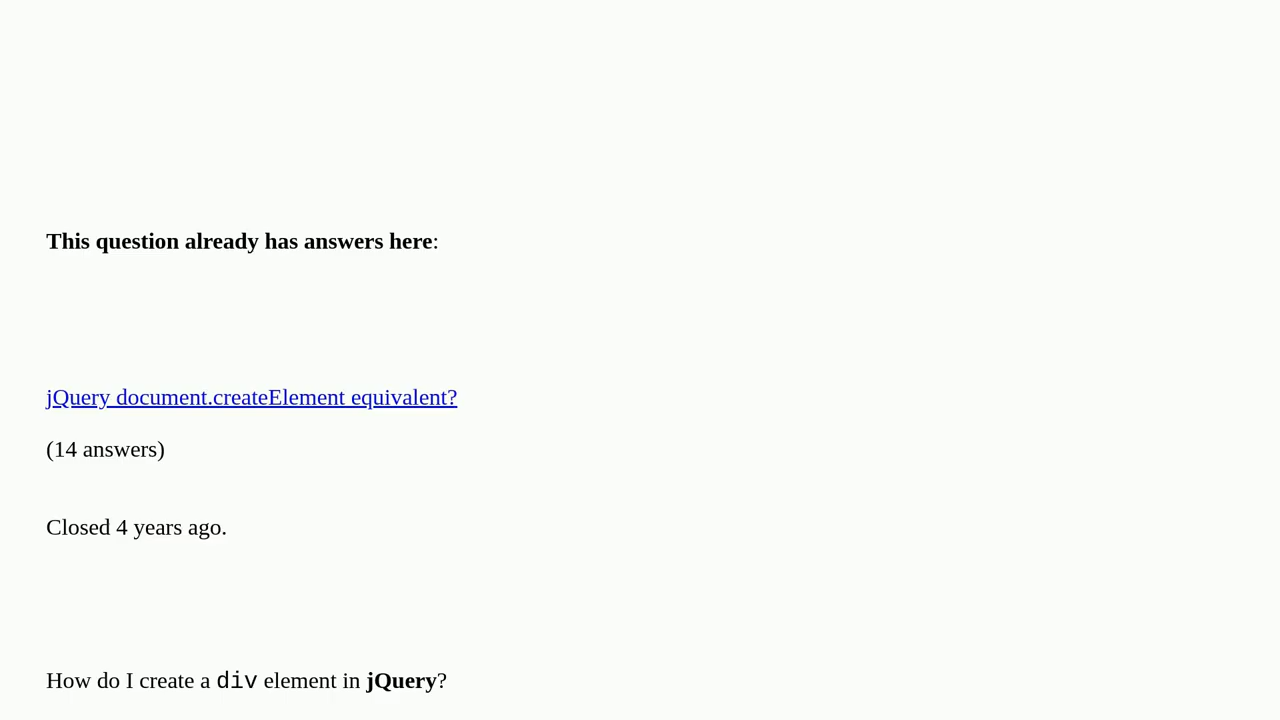 This question already has answers here:
jQuery document.createElement equivalent?
(14 answers)
Closed 4 years ago.
How do I create a div element in jQuery?